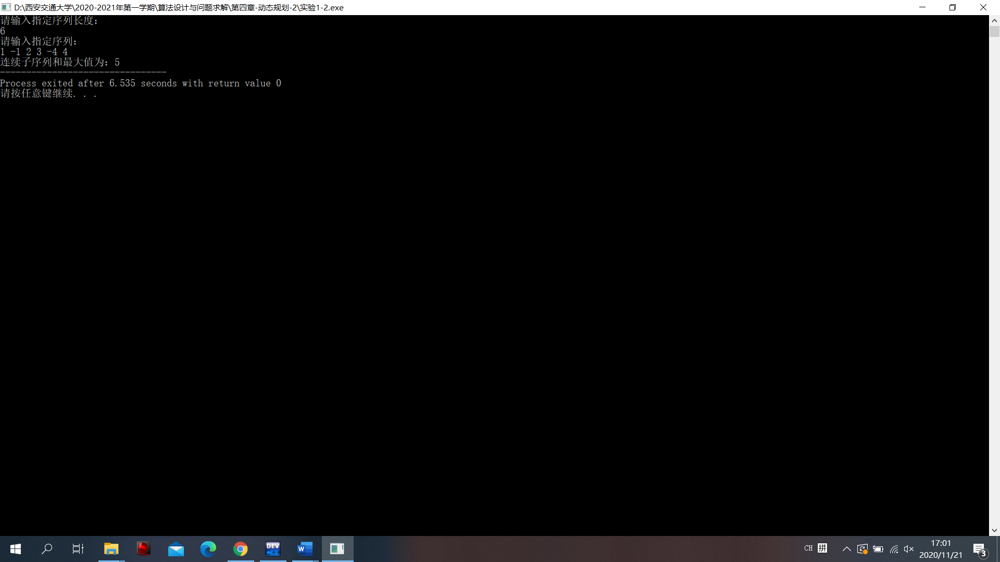 D:\西安交通大学\2020-2021年第一学期\算法设计与问题求解\第四章-动态规划-2\实验1-2.exe
请输入指定序列长度：
6
请输入指定序列：
1 -1 2 3 -4 4
连续子序列和最大值为：5
--------------------------------
Process exited after 6.535 seconds with return value 0
请按任意键继续. . .
DEV
C++
W
CH 拼
17:01
2020/11/21
3